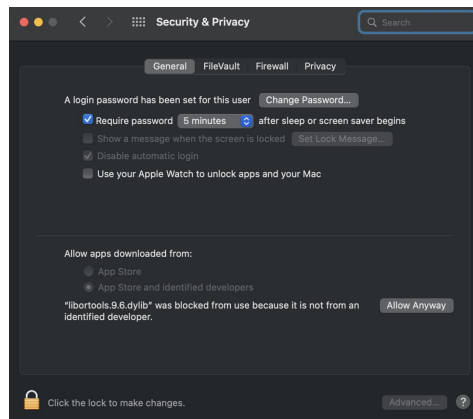 Security & Privacy
Search
General FileVault Firewall Privacy
A login password has been set for this user Change Password...
Require password 5 minutes after sleep or screen saver begins
Show a message when the screen is locked Set Lock Message...
Disable automatic login
Use your Apple Watch to unlock apps and your Mac
Allow apps downloaded from:
App Store
App Store and identified developers
“libortools.9.6.dylib” was blocked from use because it is not from an Allow Anyway
identified developer.
Click the lock to make changes. Advanced... ?